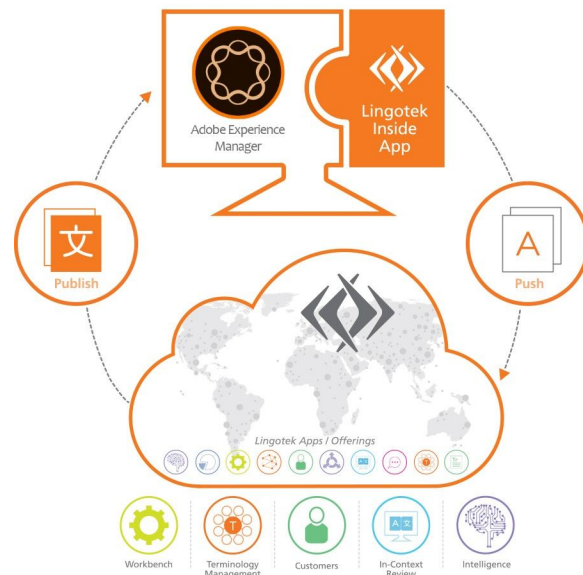 Adobe Experience
Manager
Lingotek
Inside
App
文
Publish
A
Push
Lingotek Apps / Offerings
T
T
A 文
Workbench
Terminology
Management
Customers
In-Context
Review
Intelligence